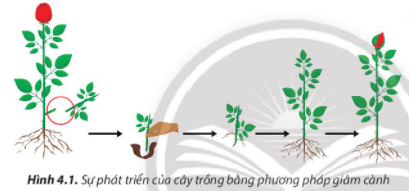 Hình 4.1. Sự phát triển của cây trồng bằng phương pháp giâm cành